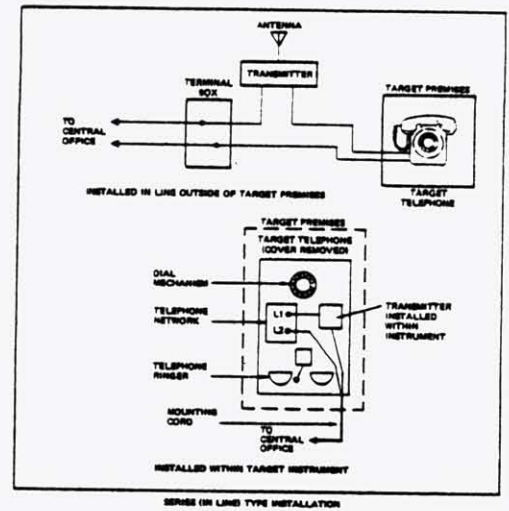 ANTENNA
TRANSMITTER
TERMINAL
BOX
TARGET PREMISES
TO
CENTRAL
OFFICE
INSTALLED IN LINE OUTSIDE OF TARGET PREMISES
TARGET
TELEPHONE
TARGET PREMISES
TARGET TELEPHONE
(COVER REMOVED)
DIAL
MECHANISM
TELEPHONE
NETWORK
L1
L2
TRANSMITTER
INSTALLED
WITHIN
INSTRUMENT
TELEPHONE
RINGER
MOUNTING
CORD
TO
CENTRAL
OFFICE
INSTALLED WITHIN TARGET INSTRUMENT
SERIES (IN LINE) TYPE INSTALLATION